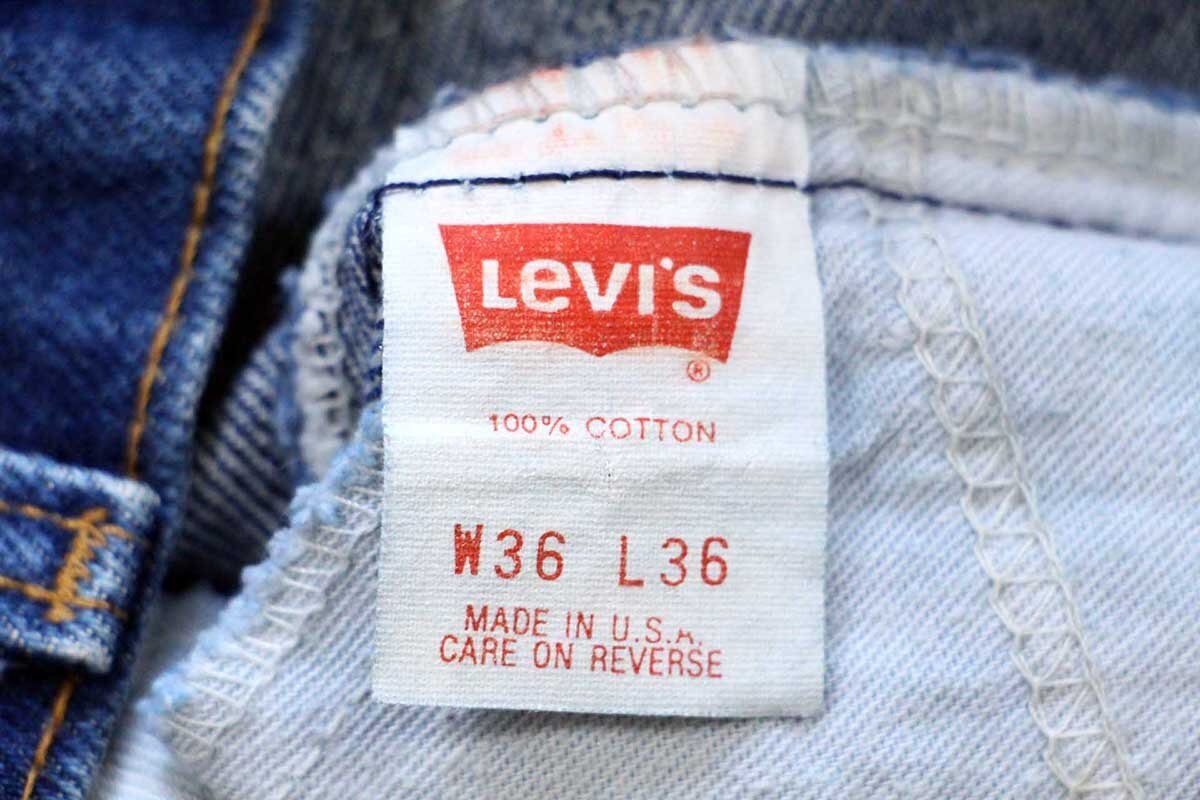 Levi's
®
100% COTTON
W36 L36
MADE IN U.S.A.
CARE ON REVERSE